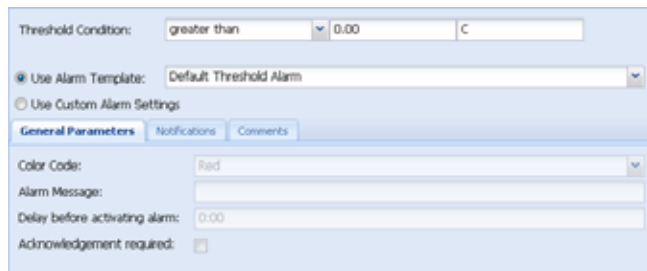 Threshold Condition: greater than 0.00 C
Use Alarm Template: Default Threshold Alarm
Use Custom Alarm Settings
General Parameters Notifications Comments
Color Code: Red
Alarm Message:
Delay before activating alarm: 0:00
Acknowledgement required: